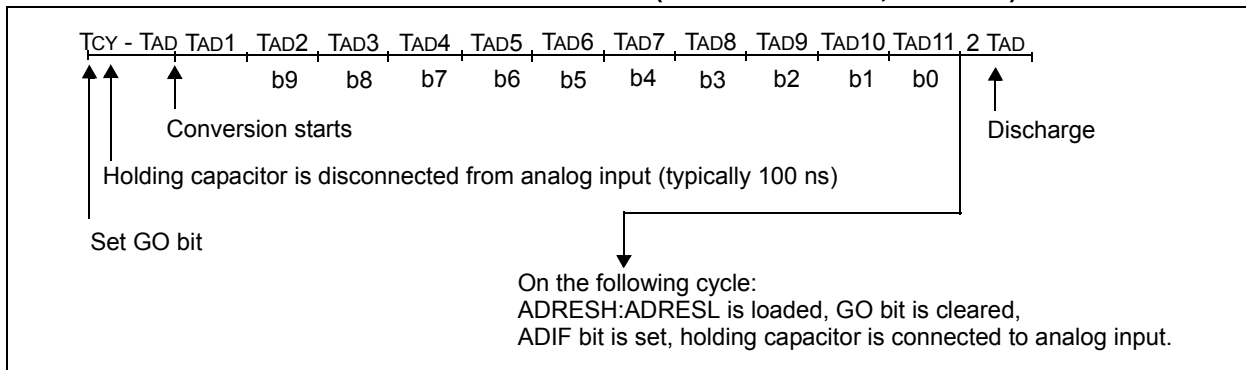 TCY - TAD TAD1 TAD2 TAD3 TAD4 TAD5 TAD6 TAD7 TAD8 TAD9 TAD10 TAD11 2 TAD
b9 b8 b7 b6 b5 b4 b3 b2 b1 b0
Conversion starts
Discharge
Holding capacitor is disconnected from analog input (typically 100 ns)
Set GO bit
On the following cycle:
ADRESH:ADRESL is loaded, GO bit is cleared,
ADIF bit is set, holding capacitor is connected to analog input.